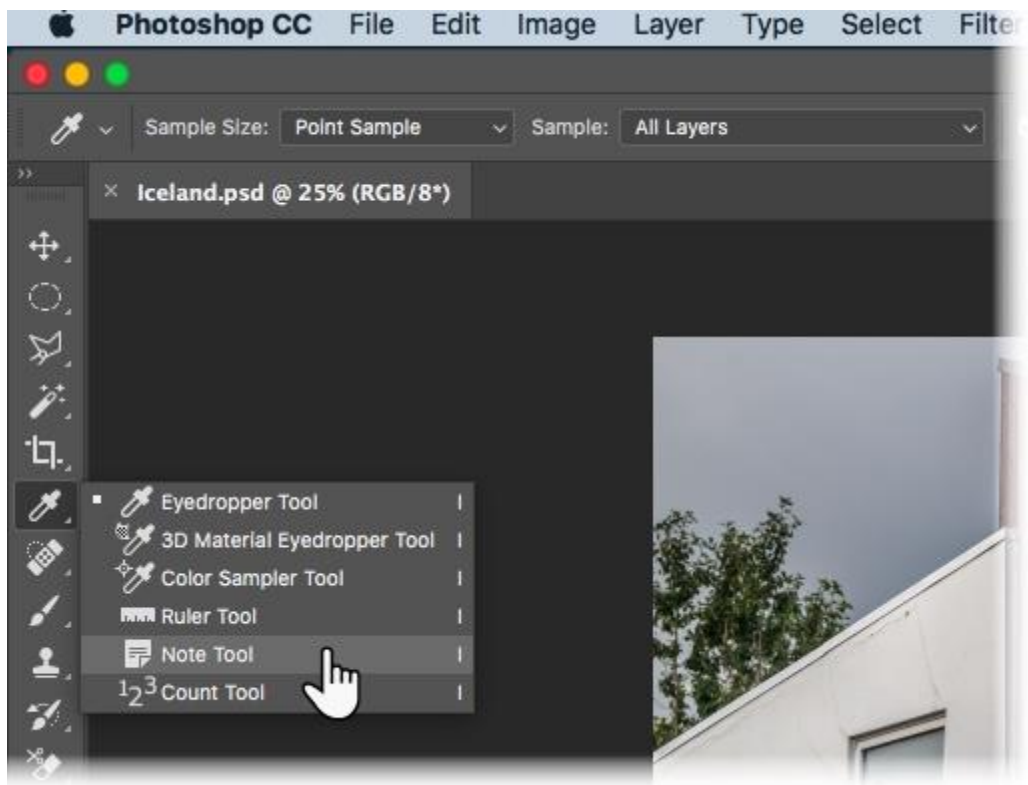 Photoshop CC File Edit Image Layer Type Select Filter
Sample Size: Point Sample Sample: All Layers
× Iceland.psd @ 25% (RGB/8*)
Eyedropper Tool I
3D Material Eyedropper Tool I
Color Sampler Tool I
Ruler Tool I
Note Tool I
123 Count Tool I